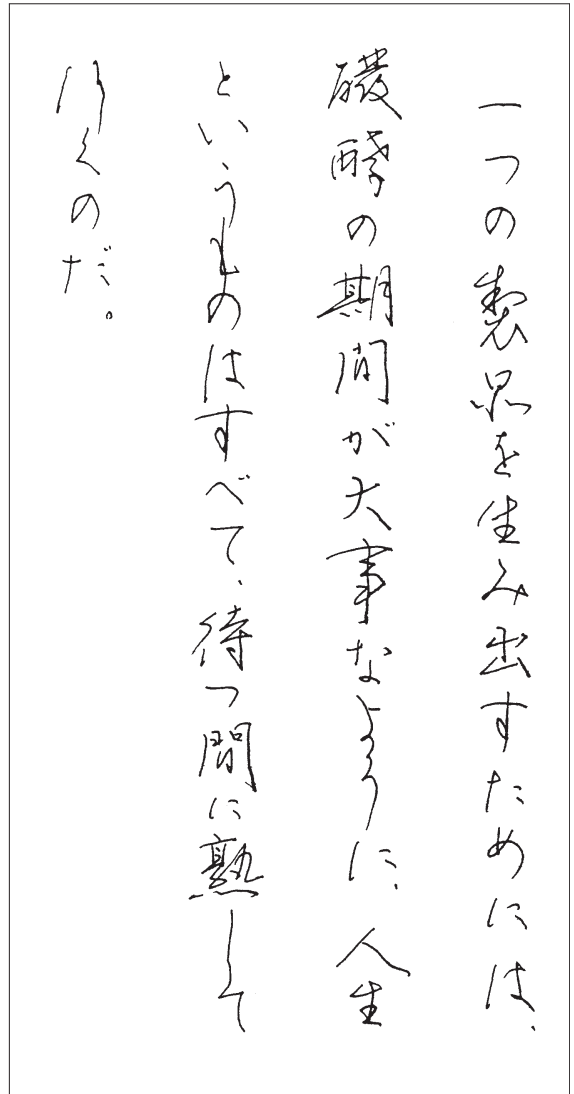 一つの製品を生み出すためには、
醗酵の期間が大事なように、人生
というものはすべて、待つ間に熟して
行くのだ。